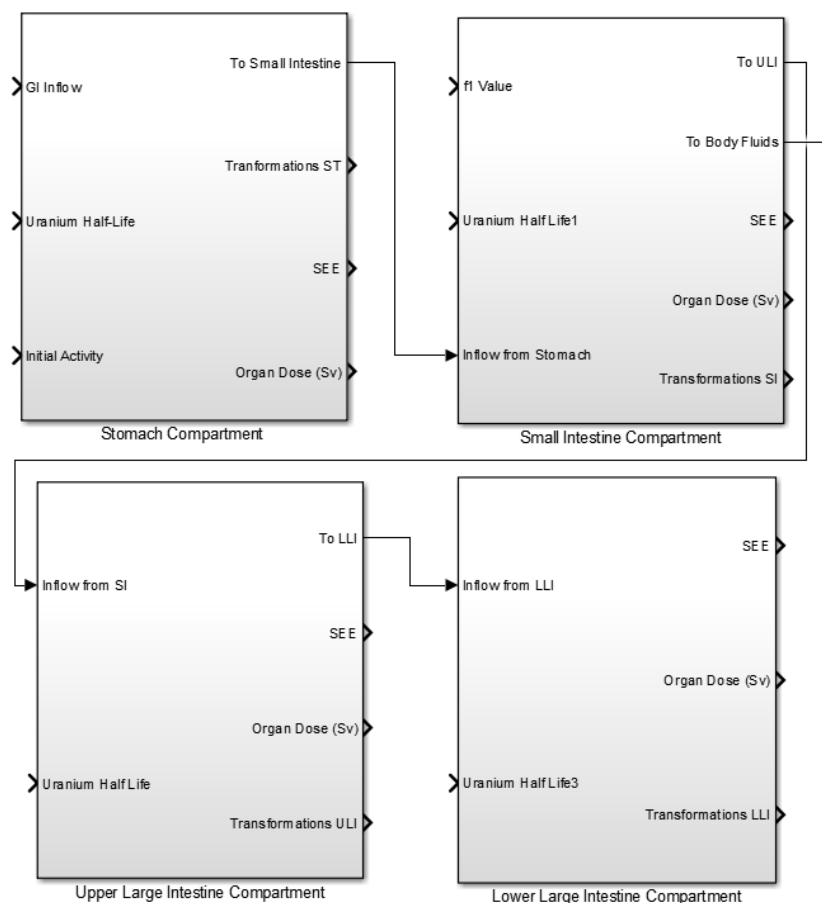 To Small Intestine
GI Inflow
Tranformations ST
Uranium Half-Life
SEE
Initial Activity
Organ Dose (Sv)
Stomach Compartment
To ULI
f1 Value
To Body Fluids
Uranium Half Life1
SEE
Organ Dose (Sv)
Inflow from Stomach
Transformations SI
Small Intestine Compartment
To LLI
Inflow from SI
SEE
Organ Dose (Sv)
Uranium Half Life
Transformations ULI
Upper Large Intestine Compartment
SEE
Inflow from LLI
Organ Dose (Sv)
Uranium Half Life3
Transformations LLI
Lower Large Intestine Compartment